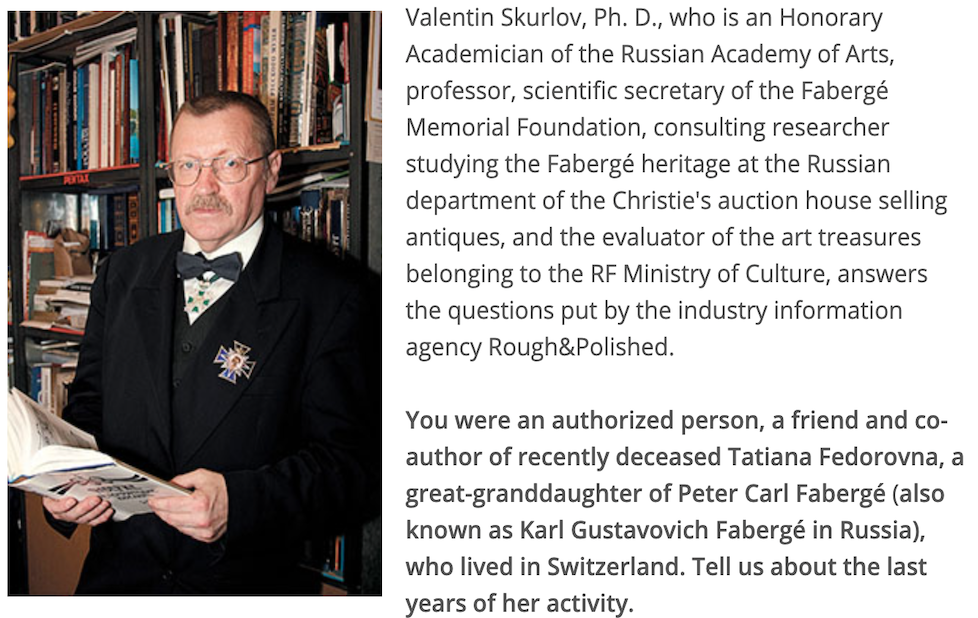 Valentin Skurlov, Ph. D., who is an Honorary
Academician of the Russian Academy of Arts,
professor, scientific secretary of the Fabergé
Memorial Foundation, consulting researcher
studying the Fabergé heritage at the Russian
department of the Christie's auction house selling
antiques, and the evaluator of the art treasures
belonging to the RF Ministry of Culture, answers
the questions put by the industry information
agency Rough&Polished.
You were an authorized person, a friend and co-
author of recently deceased Tatiana Fedorovna, a
great-granddaughter of Peter Carl Fabergé (also
known as Karl Gustavovich Fabergé in Russia),
who lived in Switzerland. Tell us about the last
years of her activity.
PENTAX